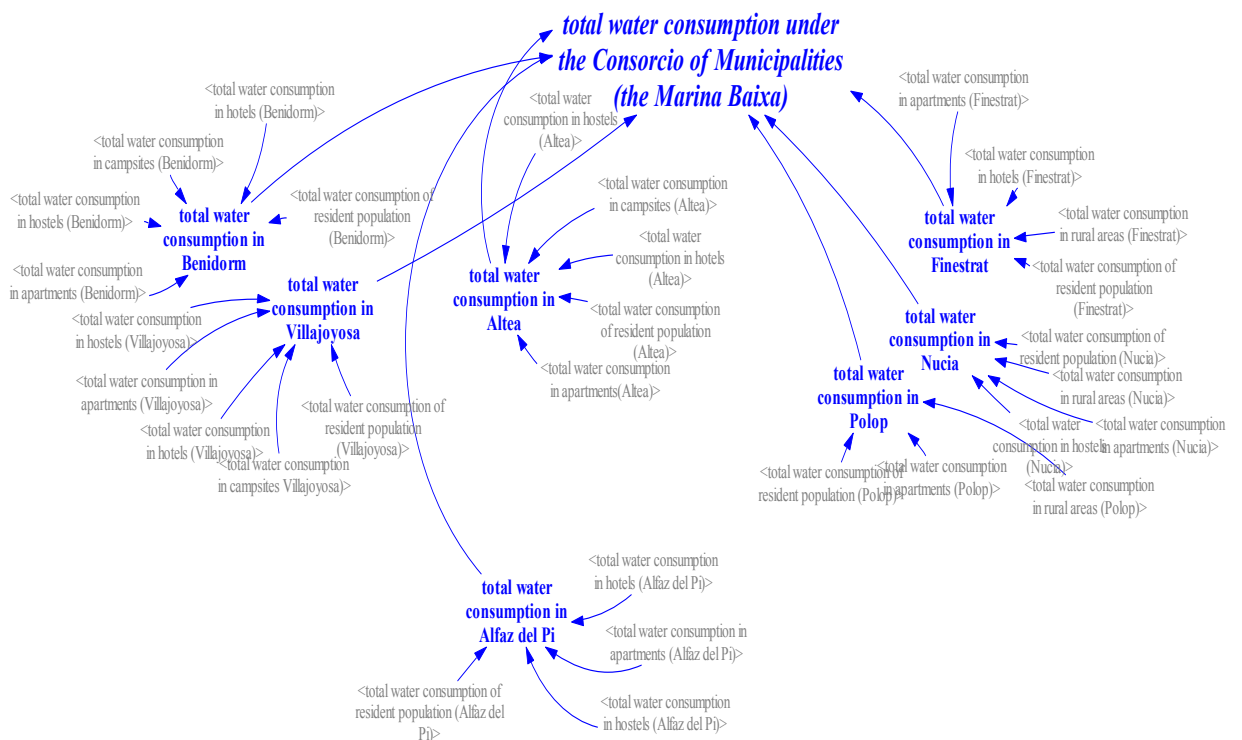 total water consumption under
the Consorcio of Municipalities
(the Marina Baixa)
<total water consumption
in hotels (Benidorm)>
<total water consumption
in campsites (Benidorm)>
<total water consumption
in hostels (Benidorm)>
<total water consumption of
resident population
(Benidorm)>
total water
consumption in
Benidorm
<total water consumption
in apartments (Benidorm)>
total water
consumption in
Villajoyosa
<total water consumption
in hostels (Villajoyosa)>
<total water consumption in
apartments (Villajoyosa)>
<total water consumption
in hotels (Villajoyosa)>
<total water consumption
in campsites Villajoyosa)>
<total water consumption of
resident population
(Villajoyosa)>
<total water
consumption in hostels
(Altea)>
<total water consumption
in campsites (Altea)>
<total water
consumption in hotels
(Altea)>
total water
consumption in
Altea
<total water consumption
of resident population
(Altea)>
<total water consumption
in apartments(Altea)>
<total water consumption
in apartments (Finestrat)>
<total water consumption
in hotels (Finestrat)>
<total water consumption
in rural areas (Finestrat)>
total water
consumption in
Finestrat
<total water consumption of
resident population
(Finestrat)>
total water
consumption in
Nucia
<total water consumption of
resident population (Nucia)>
<total water consumption
in rural areas (Nucia)>
<total water consumption
in apartments (Nucia)>
<total water
consumption in hostels
(Nucia)>
total water
consumption in
Polop
<total water consumption of
resident population (Polop)>
<total water consumption
in apartments (Polop)>
<total water consumption
in rural areas (Polop)>
total water
consumption in
Alfaz del Pi
<total water consumption
in hotels (Alfaz del Pi)>
<total water consumption in
apartments (Alfaz del Pi)>
<total water consumption of
resident population (Alfaz del
Pi)>
<total water consumption
in hostels (Alfaz del Pi)>